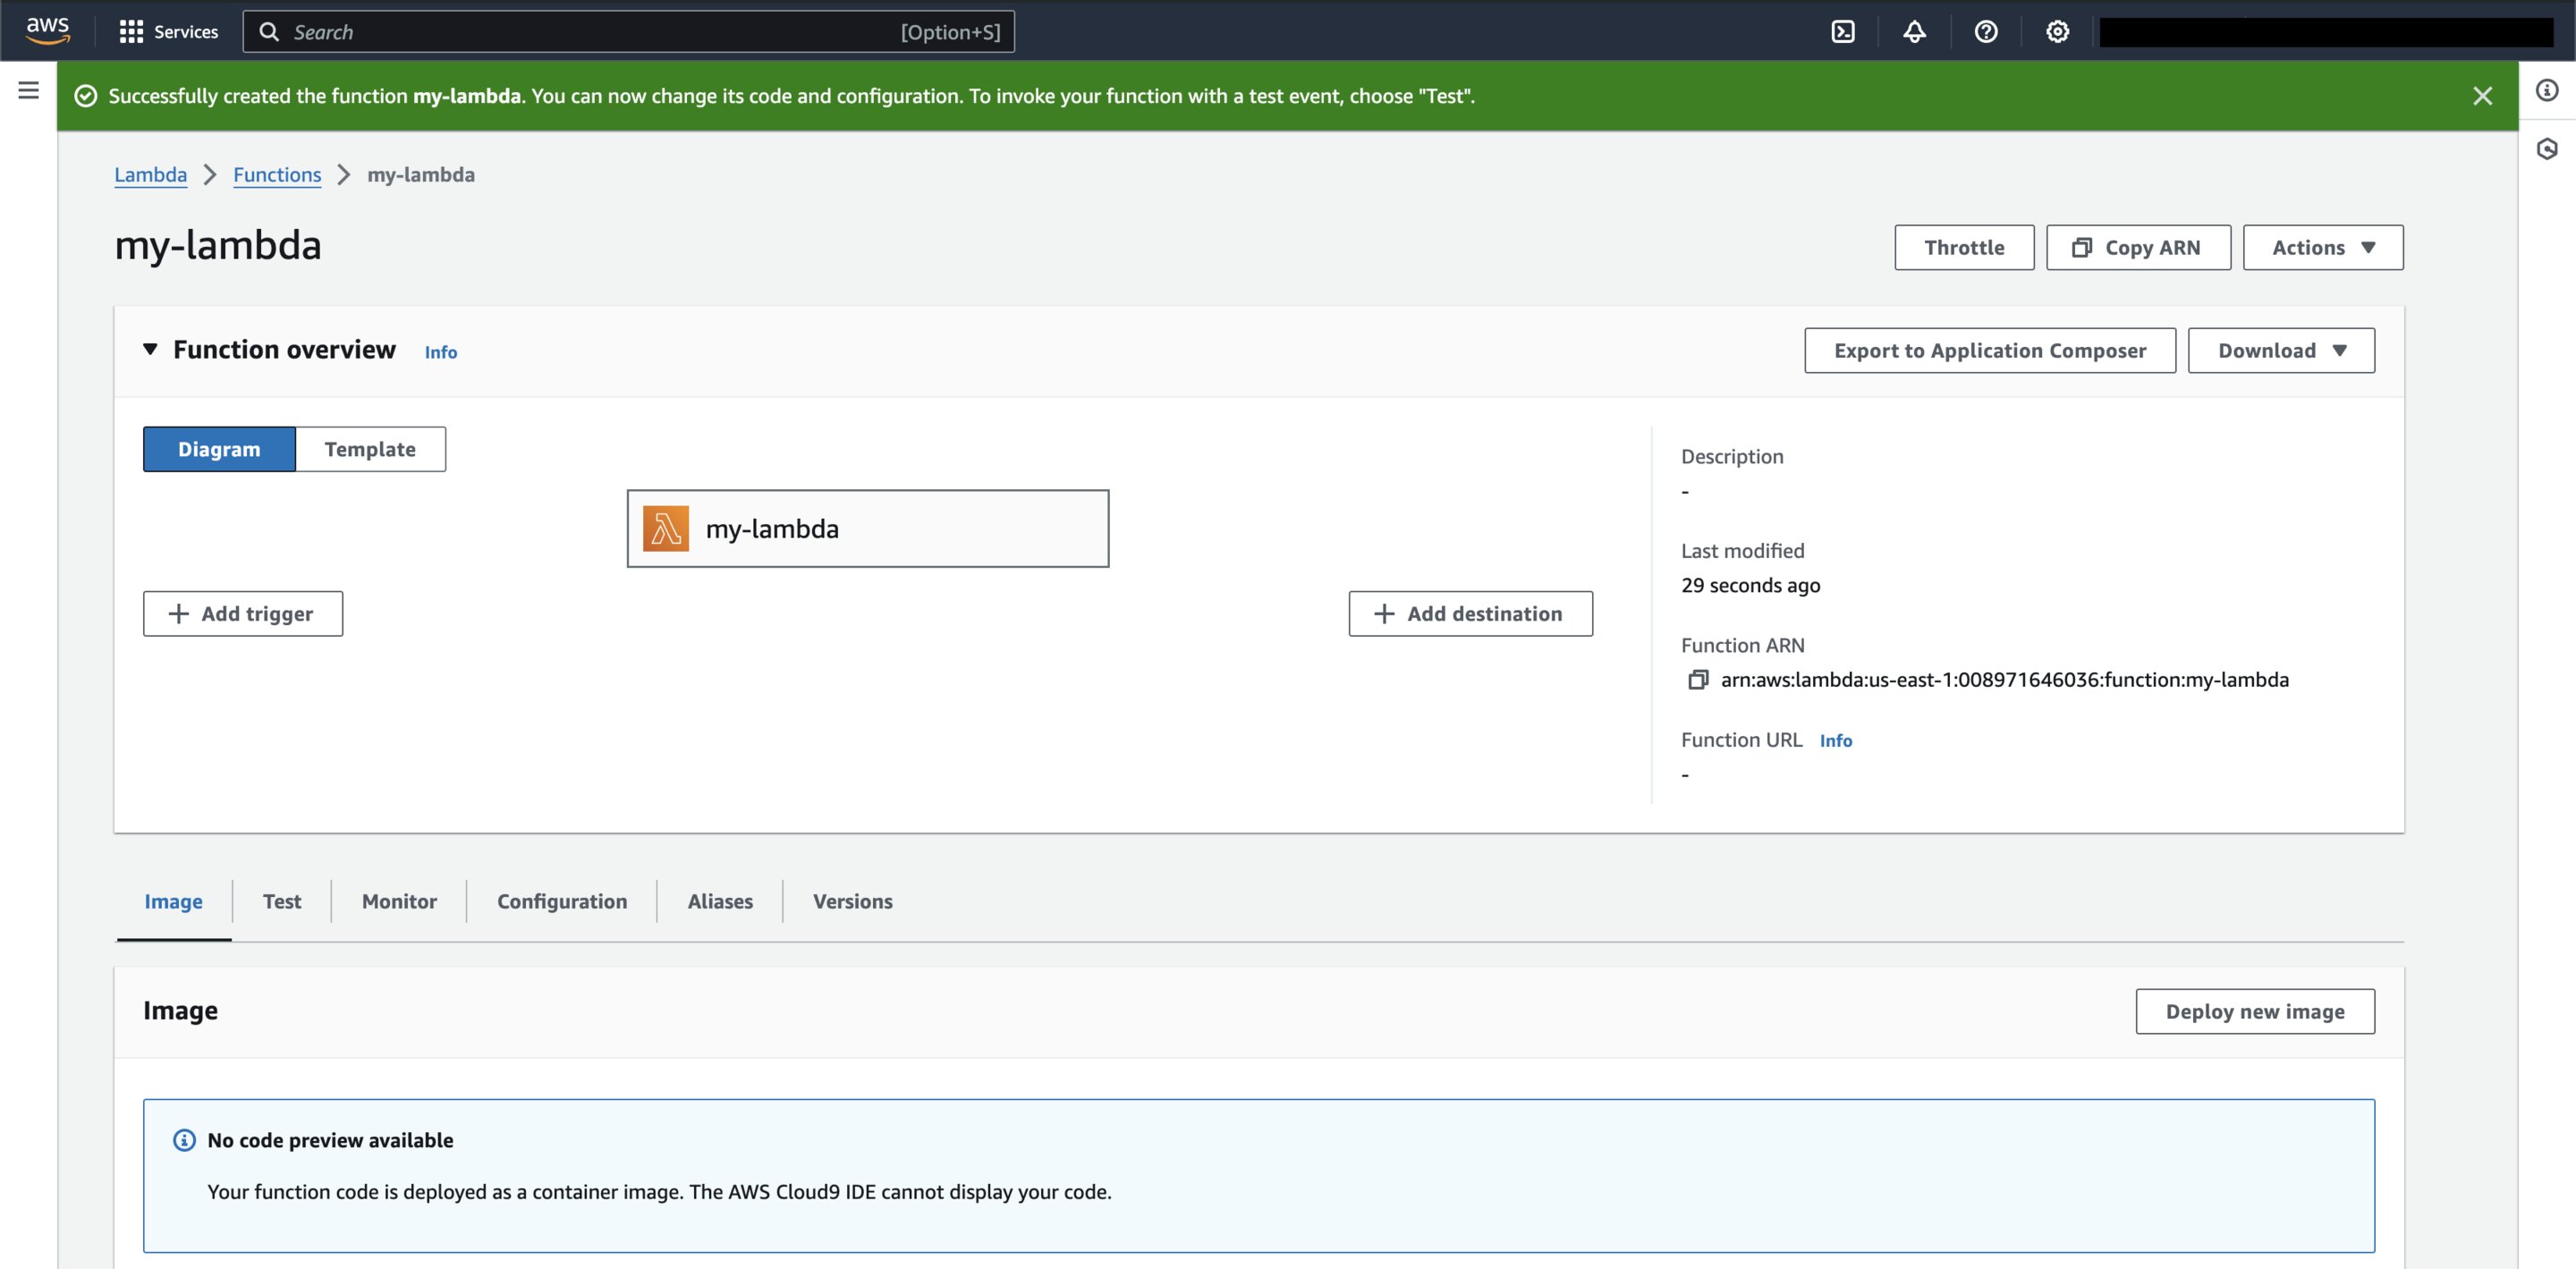 aws Services Search [Option+S]
Successfully created the function my-lambda. You can now change its code and configuration. To invoke your function with a test event, choose "Test".
Lambda Functions my-lambda
my-lambda
Throttle Copy ARN Actions
Function overview Info
Export to Application Composer Download
Diagram Template
my-lambda
Add trigger
Add destination
Description
-
Last modified
29 seconds ago
Function ARN
arn:aws:lambda:us-east-1:008971646036:function:my-lambda
Function URL Info
-
Image Test Monitor Configuration Aliases Versions
Image
Deploy new image
No code preview available
Your function code is deployed as a container image. The AWS Cloud9 IDE cannot display your code.